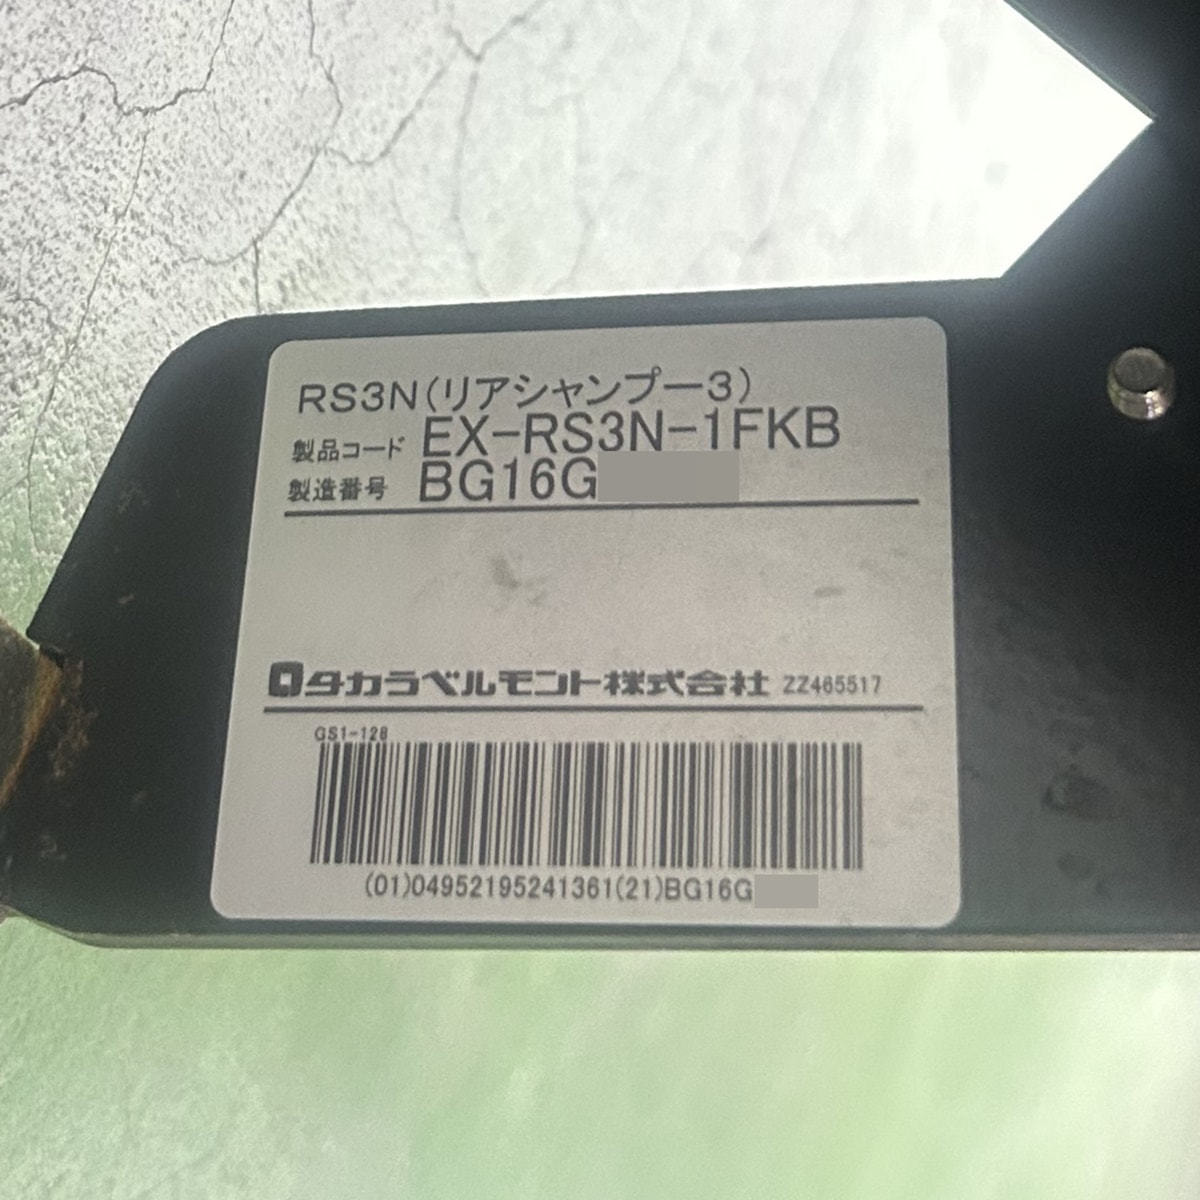 RS3N(リアシャンプー3)
製品コード EX-RS3N-1FKB
製造番号 BG16G
タカラベルモント株式会社 ZZ465517
GS1-128
(01)04952195241361(21)BG16G